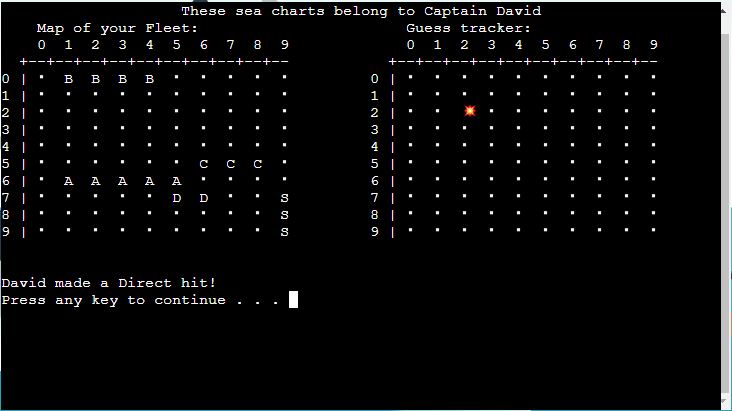 These sea charts belong to Captain David
Map of your Fleet:                         Guess tracker:
    0  1  2  3  4  5  6  7  8  9              0  1  2  3  4  5  6  7  8  9
  +--+--+--+--+--+--+--+--+--+--            +--+--+--+--+--+--+--+--+--+--
0 | ·  B  B  B  B  ·  ·  ·  ·  ·          0 | ·  ·  ·  ·  ·  ·  ·  ·  ·  ·
1 | ·  ·  ·  ·  ·  ·  ·  ·  ·  ·          1 | ·  ·  ·  ·  ·  ·  ·  ·  ·  ·
2 | ·  ·  ·  ·  ·  ·  ·  ·  ·  ·          2 | ·  ·  💥  ·  ·  ·  ·  ·  ·  ·
3 | ·  ·  ·  ·  ·  ·  ·  ·  ·  ·          3 | ·  ·  ·  ·  ·  ·  ·  ·  ·  ·
4 | ·  ·  ·  ·  ·  ·  ·  ·  ·  ·          4 | ·  ·  ·  ·  ·  ·  ·  ·  ·  ·
5 | ·  ·  ·  ·  ·  ·  C  C  C  ·          5 | ·  ·  ·  ·  ·  ·  ·  ·  ·  ·
6 | ·  A  A  A  A  A  ·  ·  ·  ·          6 | ·  ·  ·  ·  ·  ·  ·  ·  ·  ·
7 | ·  ·  ·  ·  ·  D  D  ·  ·  S          7 | ·  ·  ·  ·  ·  ·  ·  ·  ·  ·
8 | ·  ·  ·  ·  ·  ·  ·  ·  ·  S          8 | ·  ·  ·  ·  ·  ·  ·  ·  ·  ·
9 | ·  ·  ·  ·  ·  ·  ·  ·  ·  S          9 | ·  ·  ·  ·  ·  ·  ·  ·  ·  ·
David made a Direct hit!
Press any key to continue . . .